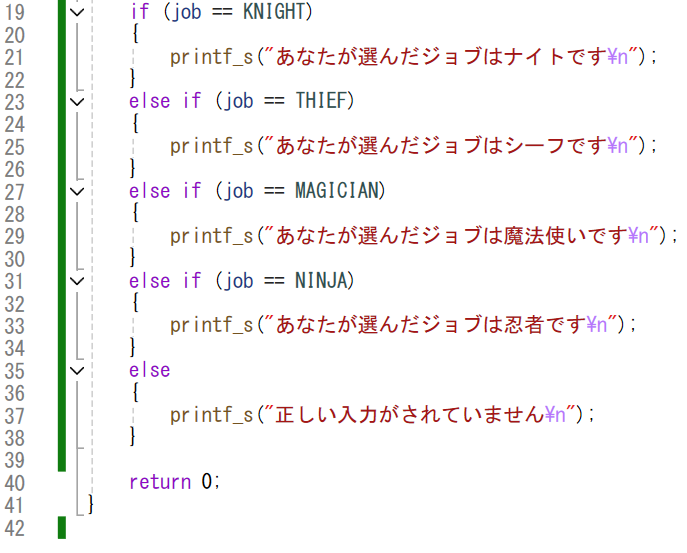 19 if (job == KNIGHT)
20 {
21 printf_s("あなたが選んだジョブはナイトです¥n");
22 }
23 else if (job == THIEF)
24 {
25 printf_s("あなたが選んだジョブはシーフです¥n");
26 }
27 else if (job == MAGICIAN)
28 {
29 printf_s("あなたが選んだジョブは魔法使いです¥n");
30 }
31 else if (job == NINJA)
32 {
33 printf_s("あなたが選んだジョブは忍者です¥n");
34 }
35 else
36 {
37 printf_s("正しい入力がされていません¥n");
38 }
39
40 return 0;
41 }
42